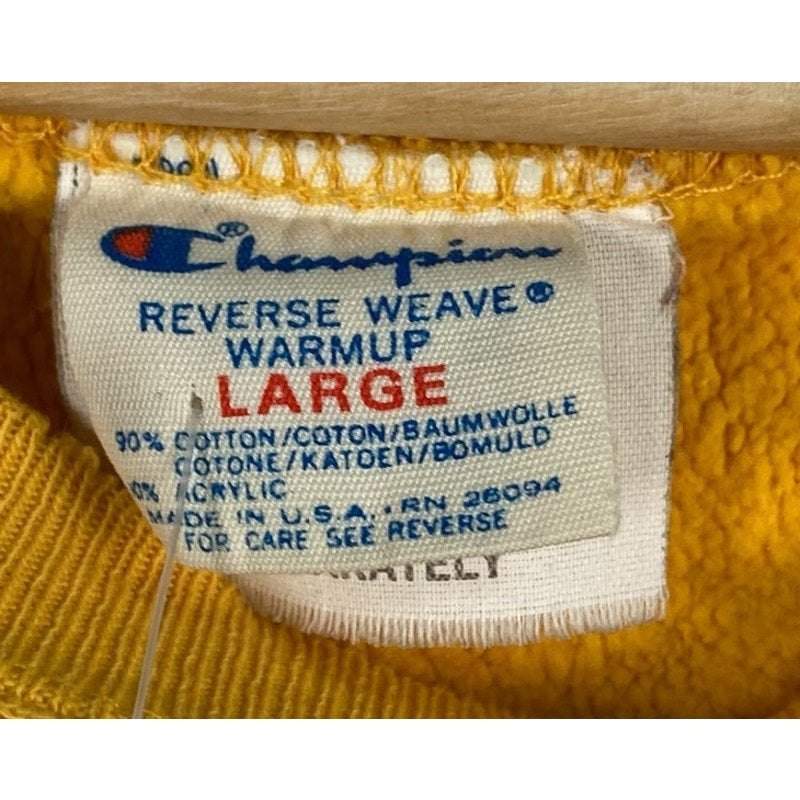 Champion®
REVERSE WEAVE®
WARMUP
LARGE
90% COTTON/COTON/BAUMWOLLE
COTONE/KATOEN/BOMULD
10% ACRYLIC
MADE IN U.S.A. • RN 26094
FOR CARE SEE REVERSE